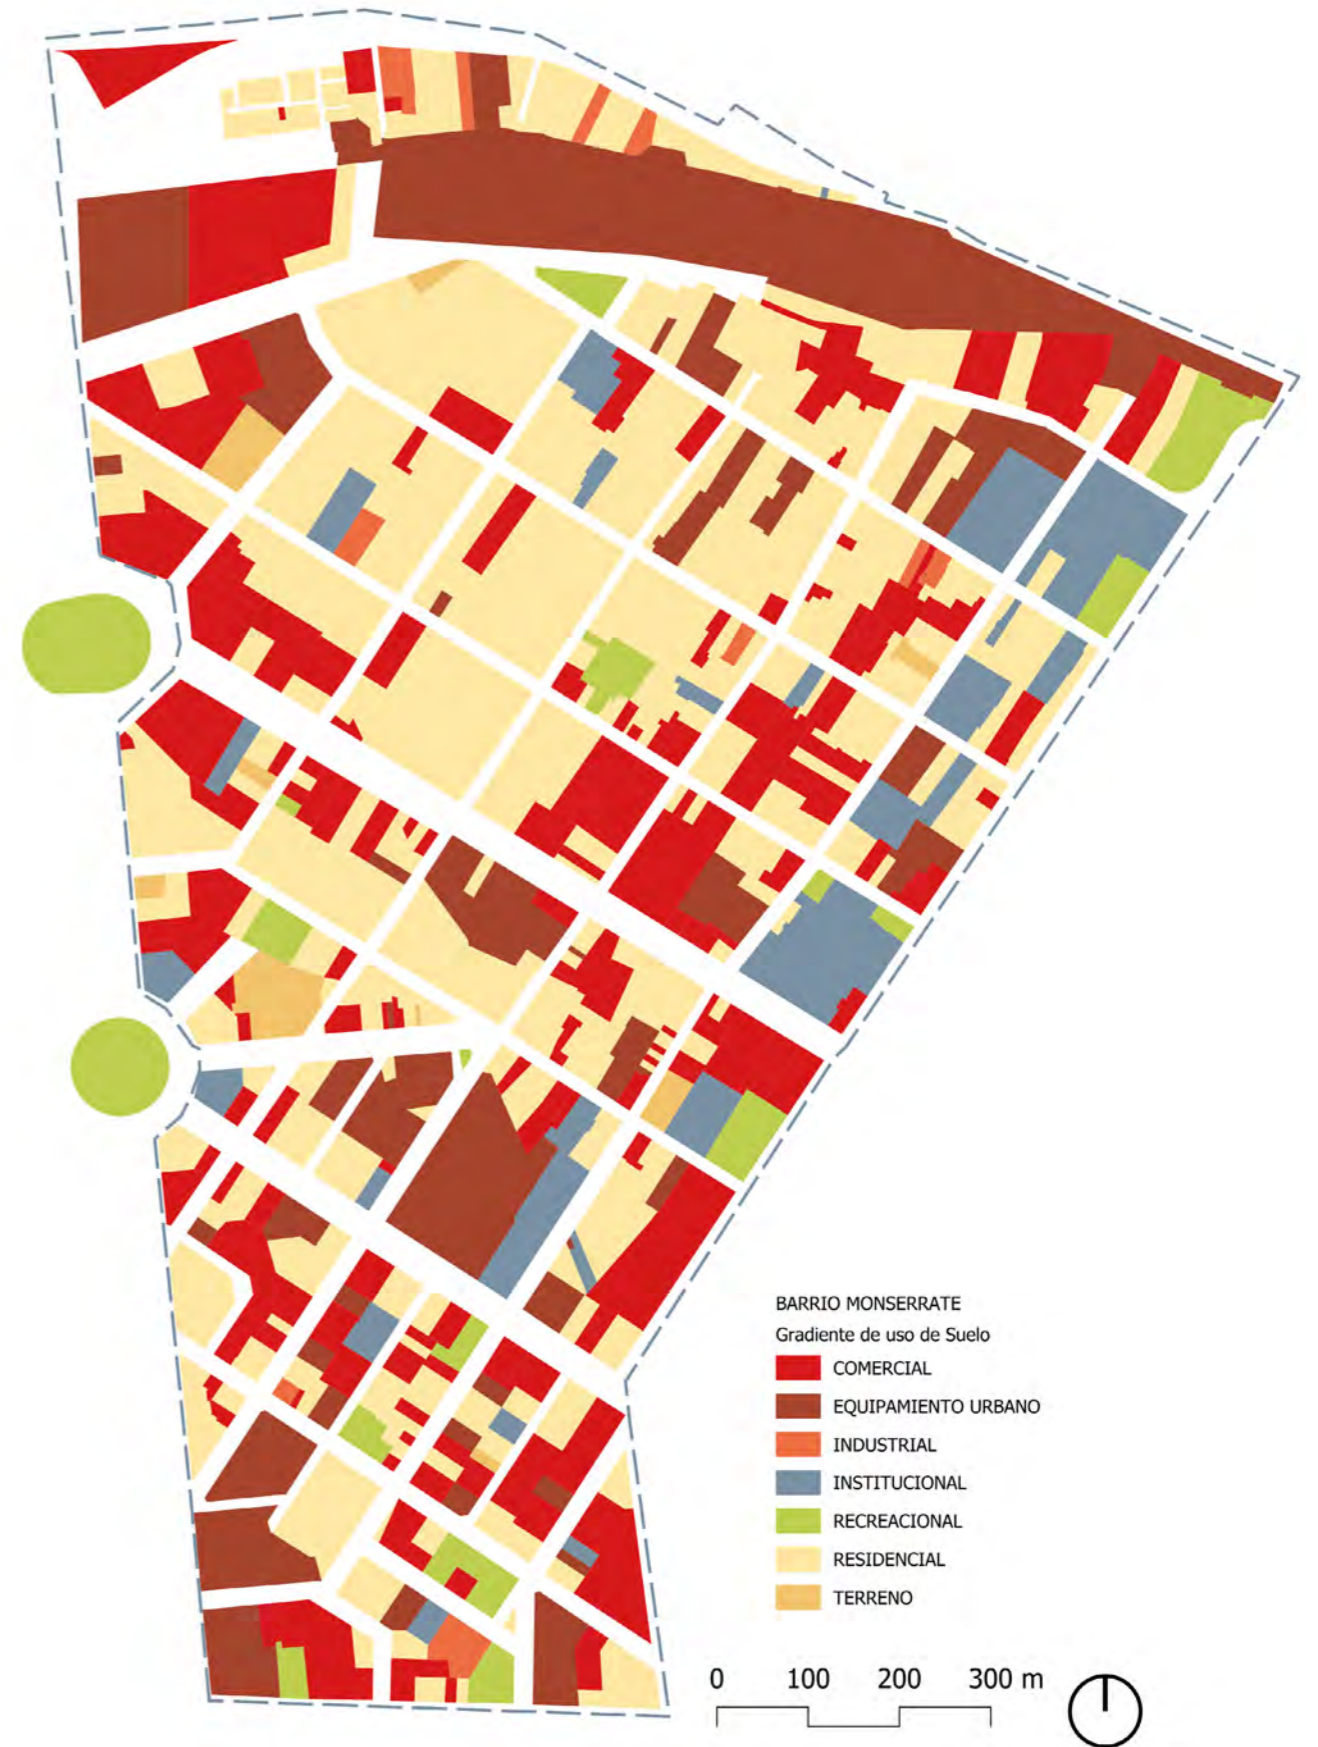 BARRIO MONSERRATE
Gradiente de uso de Suelo
COMERCIAL
EQUIPAMIENTO URBANO
INDUSTRIAL
INSTITUCIONAL
RECREACIONAL
RESIDENCIAL
TERRENO
0 100 200 300 m